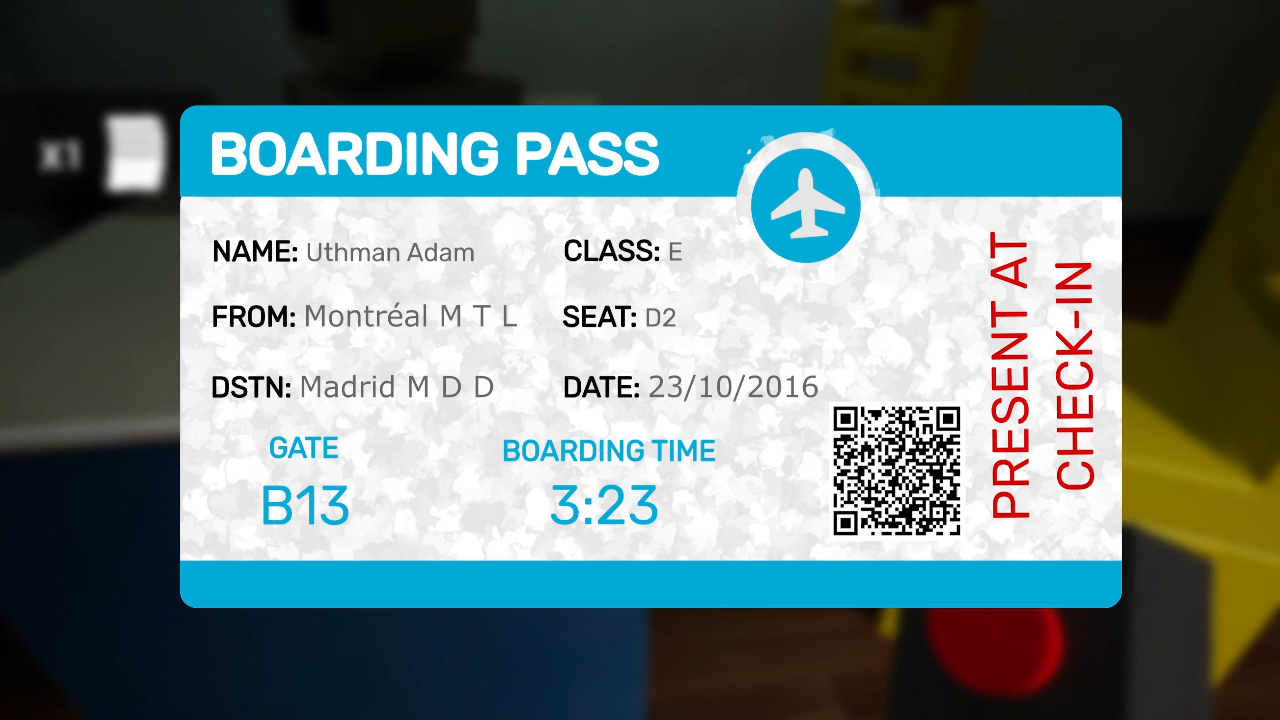 X1
BOARDING PASS
NAME: Uthman Adam
CLASS: E
FROM: Montréal M T L
SEAT: D2
DSTN: Madrid M D D
DATE: 23/10/2016
GATE
BOARDING TIME
B13
3:23
PRESENT AT
CHECK-IN